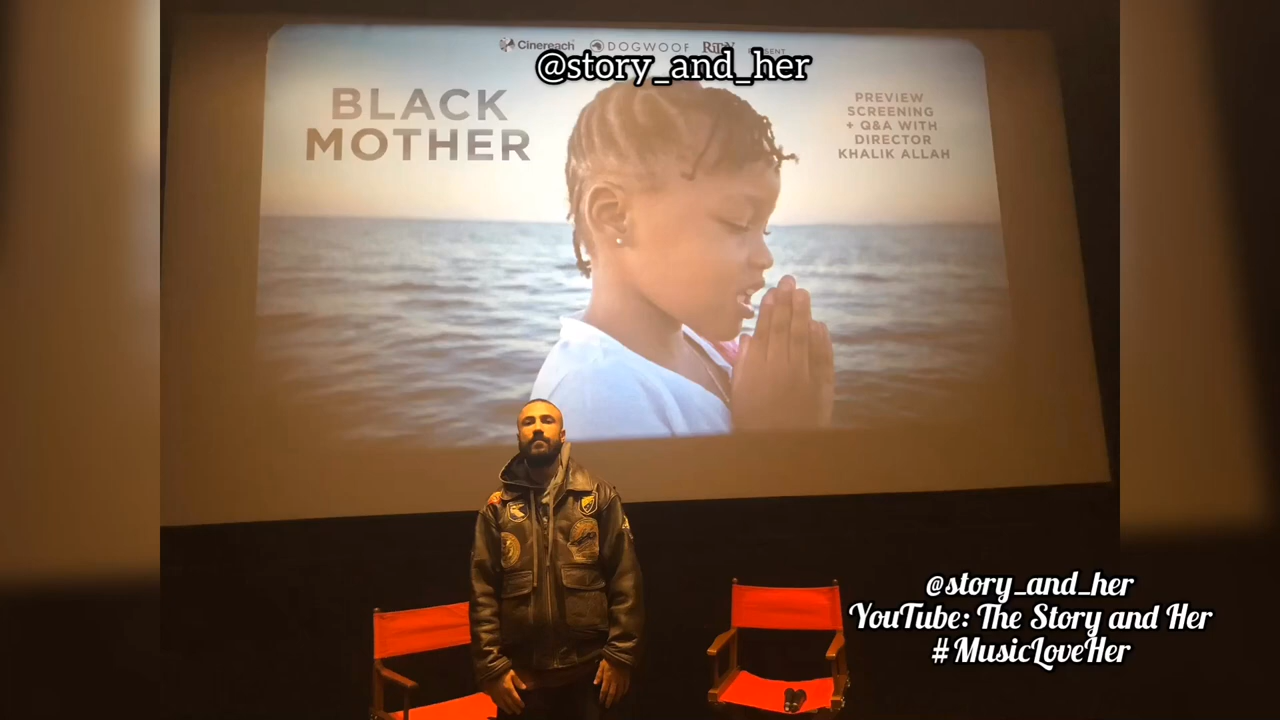 Cinereach DOGWOOF
@story_and_her
BLACK
MOTHER
PREVIEW
SCREENING
+ Q&A WITH
DIRECTOR
KHALIK ALLAH
@story_and_her
YouTube: The Story and Her
#MusicLoveHer